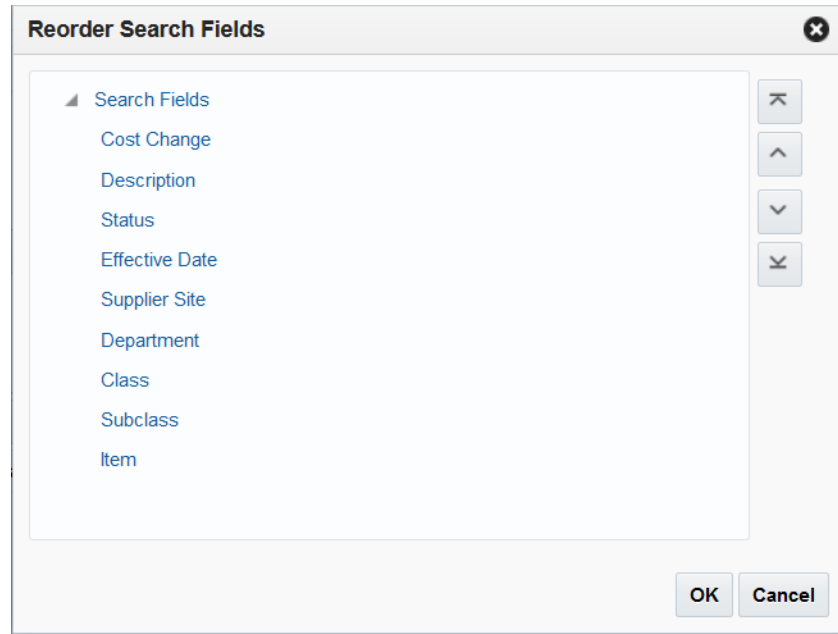 Reorder Search Fields
Search Fields
Cost Change
Description
Status
Effective Date
Supplier Site
Department
Class
Subclass
Item
OK Cancel